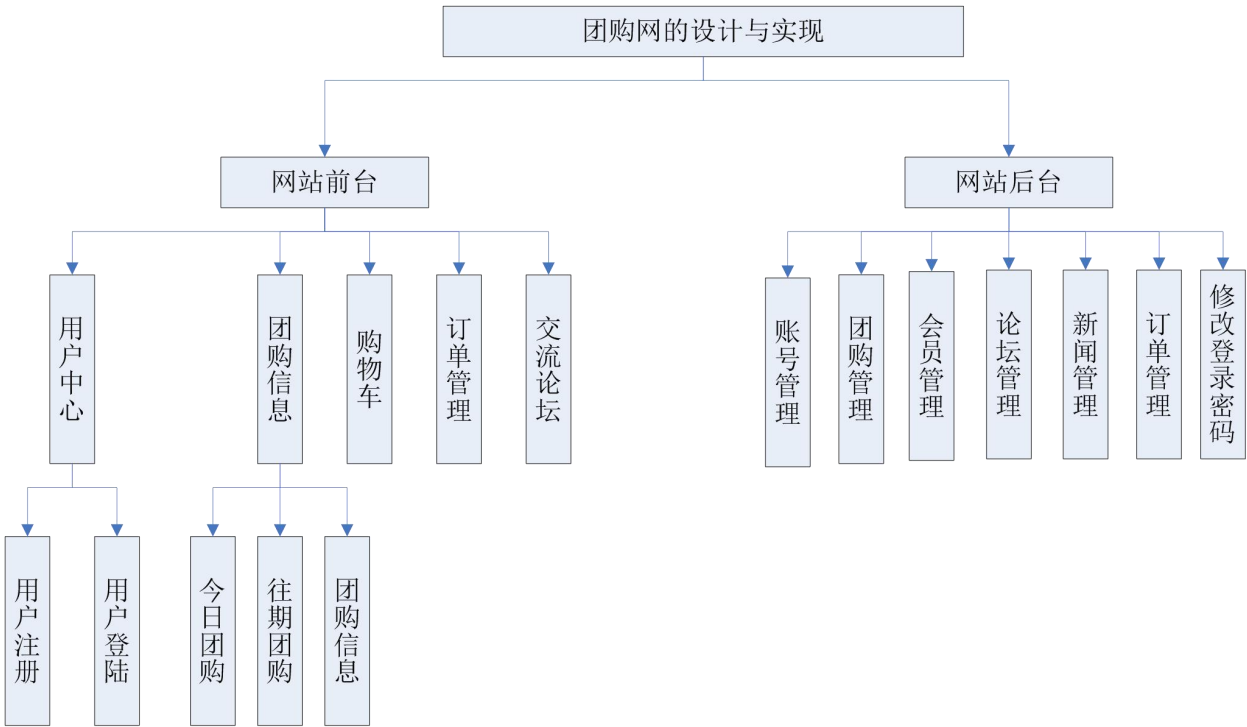 团购网的设计与实现
网站前台
网站后台
用户中心
团购信息
购物车
订单管理
交流论坛
账号管理
团购管理
会员管理
论坛管理
新闻管理
订单管理
修改登录密码
用户注册
用户登陆
今日团购
往期团购
团购信息